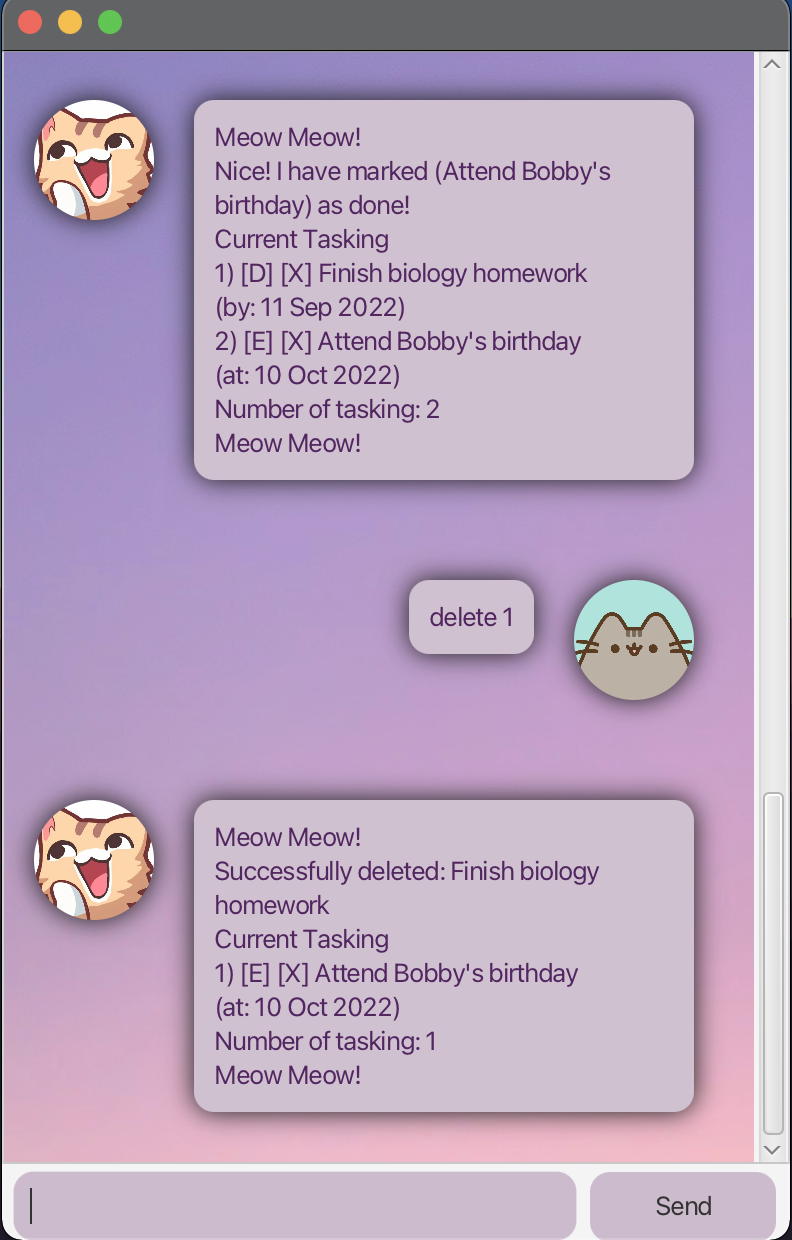 Meow Meow!
Nice! I have marked (Attend Bobby's
birthday) as done!
Current Tasking
1) [D] [X] Finish biology homework
(by: 11 Sep 2022)
2) [E] [X] Attend Bobby's birthday
(at: 10 Oct 2022)
Number of tasking: 2
Meow Meow!
delete 1
Meow Meow!
Successfully deleted: Finish biology
homework
Current Tasking
1) [E] [X] Attend Bobby's birthday
(at: 10 Oct 2022)
Number of tasking: 1
Meow Meow!
Send